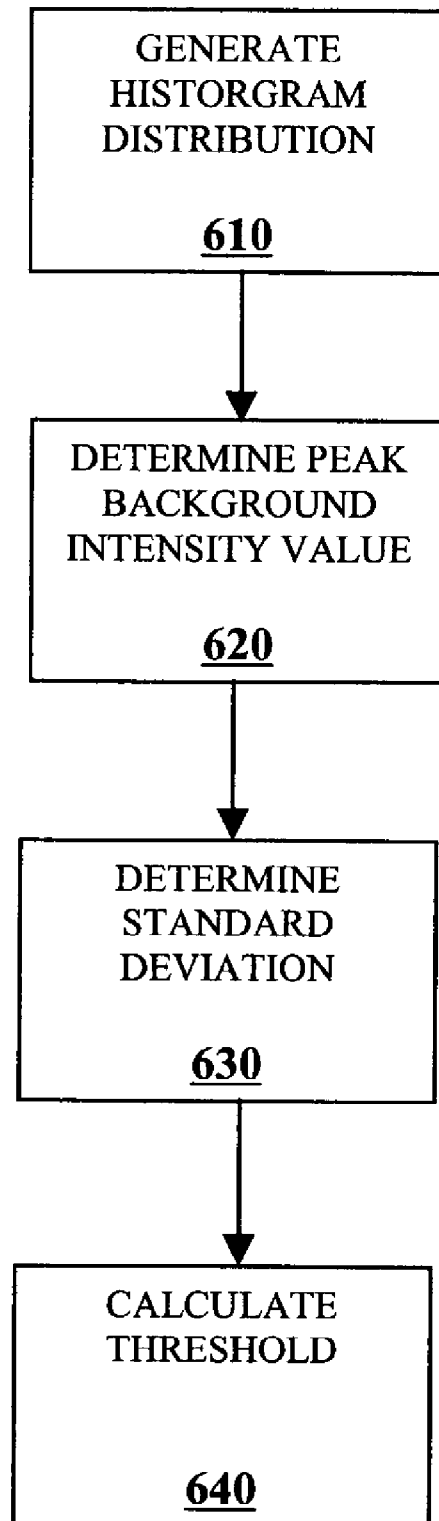 GENERATE
HISTORGRAM
DISTRIBUTION
610
DETERMINE PEAK
BACKGROUND
INTENSITY VALUE
620
DETERMINE
STANDARD
DEVIATION
630
CALCULATE
THRESHOLD
640